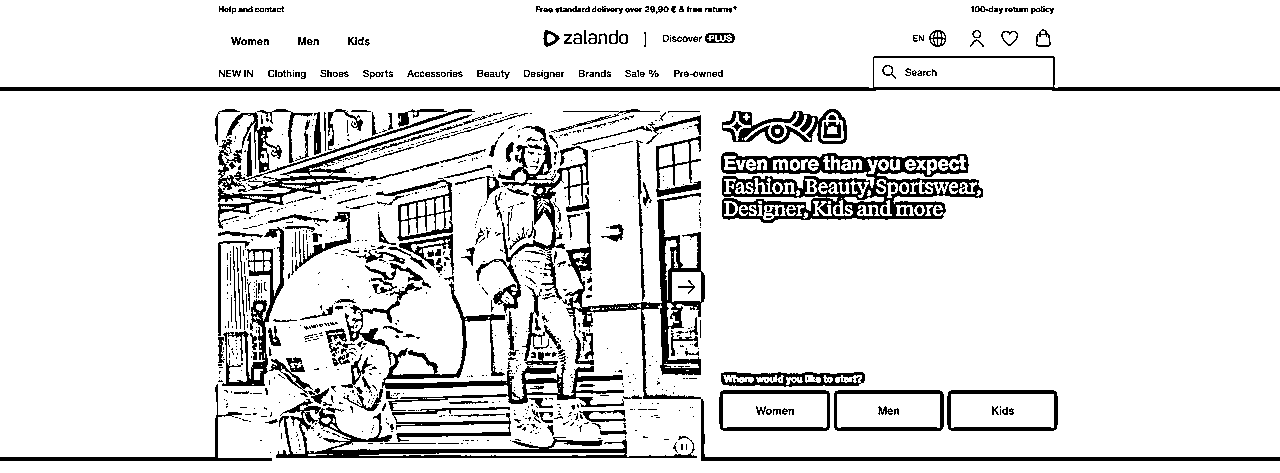 Help and contact
Free standard delivery over 29,90 € & free returns*
100-day return policy
Women Men Kids
zalando
Discover PLUS
EN
NEW IN Clothing Shoes Sports Accessories Beauty Designer Brands Sale % Pre-owned
Search
Even more than you expect
Fashion, Beauty, Sportswear,
Designer, Kids and more
Where would you like to start?
Women Men Kids